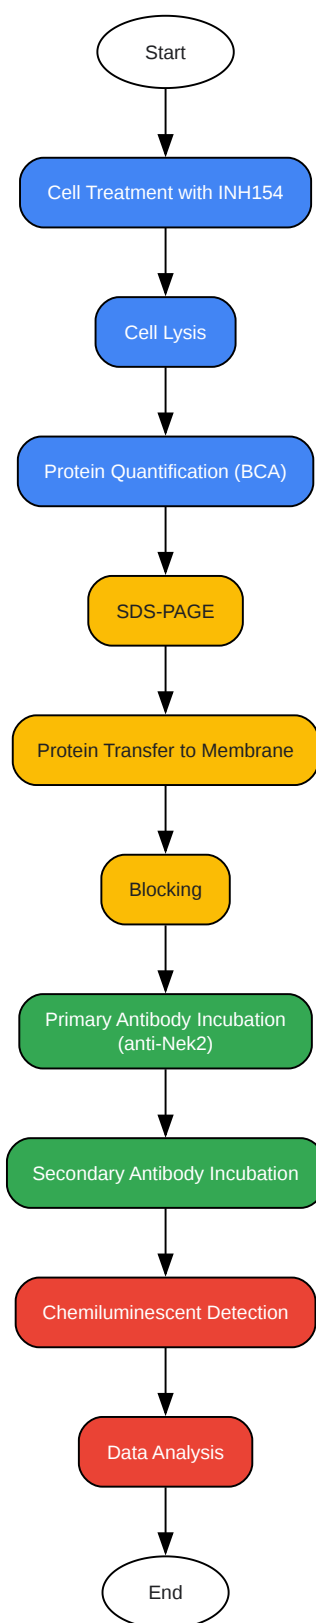 Start
Cell Treatment with INH154
Cell Lysis
Protein Quantification (BCA)
SDS-PAGE
Protein Transfer to Membrane
Blocking
Primary Antibody Incubation
(anti-Nek2)
Secondary Antibody Incubation
Chemiluminescent Detection
Data Analysis
End